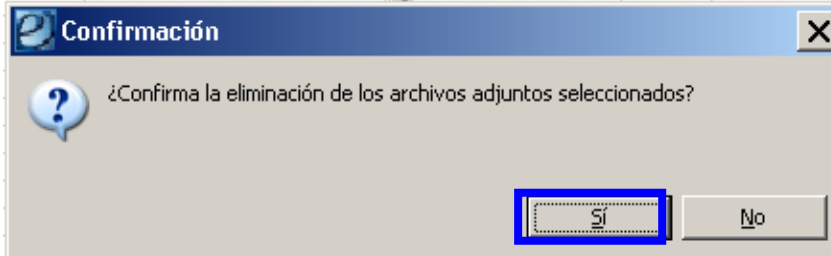 Confirmación
¿Confirma la eliminación de los archivos adjuntos seleccionados?
Sí
No